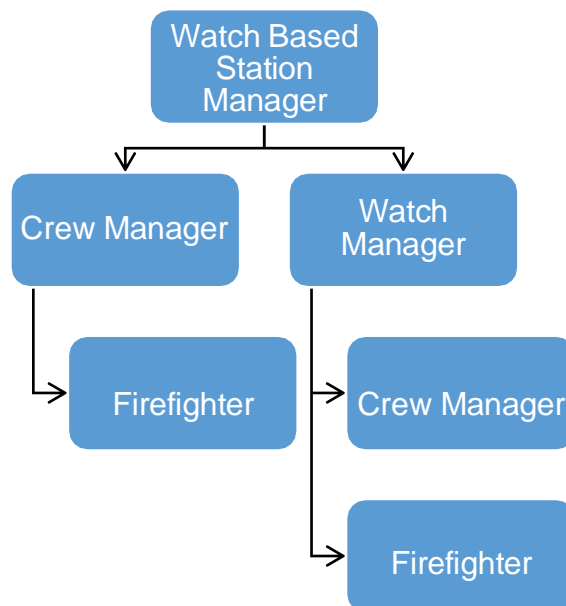 Watch Based
Station
Manager
Crew Manager
Watch
Manager
Firefighter
Crew Manager
Firefighter